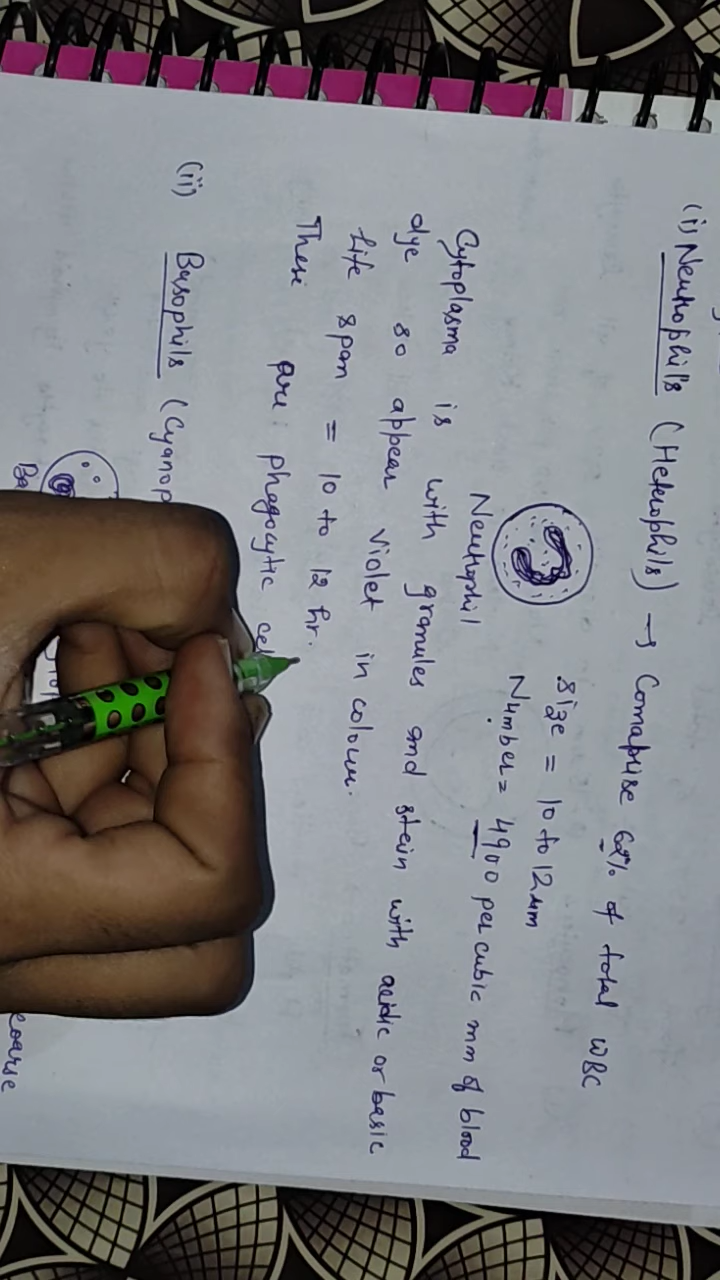 (i) Neutrophils (Heterophils) → Comaprise 62% of total WBC
Size = 10 to 12 μm
Neutrophil
Number = 4900 per cubic mm of blood
Cytoplasma is with granules and stein with acidic or basic
dye so appear violet in colour.
Life span = 10 to 12 hr.
These are phagocytic
(ii) Basophils (Cyanop
coarse